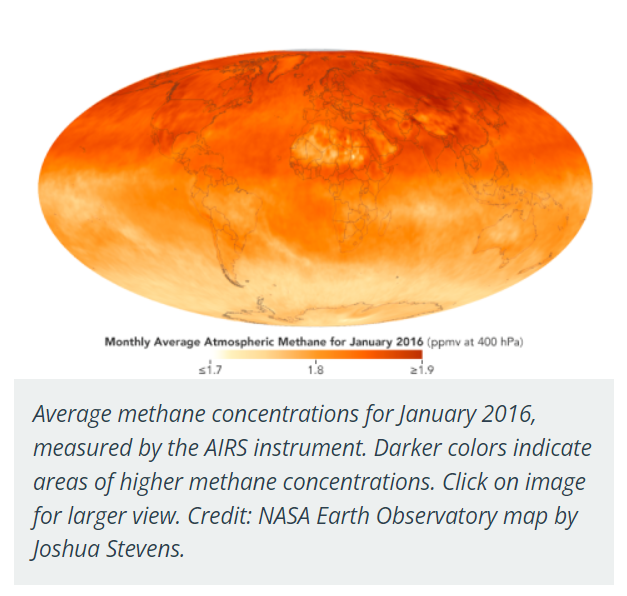 Monthly Average Atmospheric Methane for January 2016 (ppmv at 400 hPa)
≤1.7 1.8 ≥1.9
Average methane concentrations for January 2016,
measured by the AIRS instrument. Darker colors indicate
areas of higher methane concentrations. Click on image
for larger view. Credit: NASA Earth Observatory map by
Joshua Stevens.